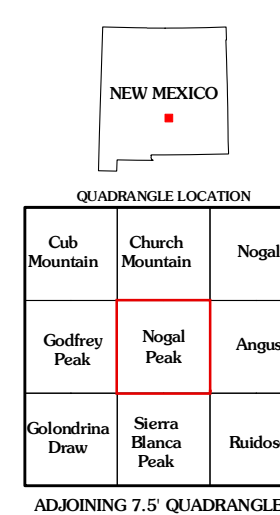 NEW MEXICO
QUADRANGLE LOCATION
Cub Mountain
Church Mountain
Nogal
Godfrey Peak
Nogal Peak
Angus
Golondrina Draw
Sierra Blanca Peak
Ruidos
ADJOINING 7.5' QUADRANGLE